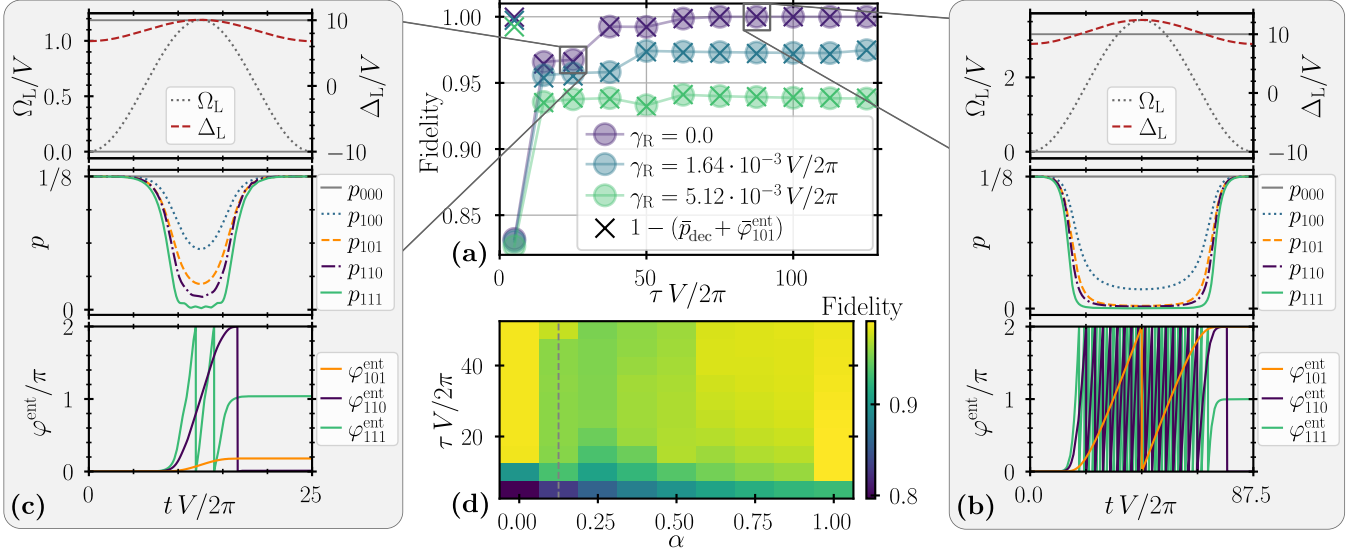 Ω_L/V
1.0
0.5
0.0
10
0
−10
Δ_L/V
Ω_L
Δ_L
p
1/8
0
p_000
p_100
p_101
p_110
p_111
φ^ent/π
2
1
0
φ^ent_101
φ^ent_110
φ^ent_111
0
25
t V/2π
(c)
Fidelity
1.00
0.95
0.90
0.85
γ_R = 0.0
γ_R = 1.64 · 10^−3 V/2π
γ_R = 5.12 · 10^−3 V/2π
1 − (p̄_dec + φ̄^ent_101)
(a)
0
50
100
τ V/2π
Fidelity
τ V/2π
40
20
0.9
0.8
0.00
0.25
0.50
0.75
1.00
α
(d)
Ω_L/V
2
0
10
0
−10
Δ_L/V
Ω_L
Δ_L
p
1/8
0
p_000
p_100
p_101
p_110
p_111
φ^ent/π
2
1
0
φ^ent_101
φ^ent_110
φ^ent_111
0.0
87.5
t V/2π
(b)